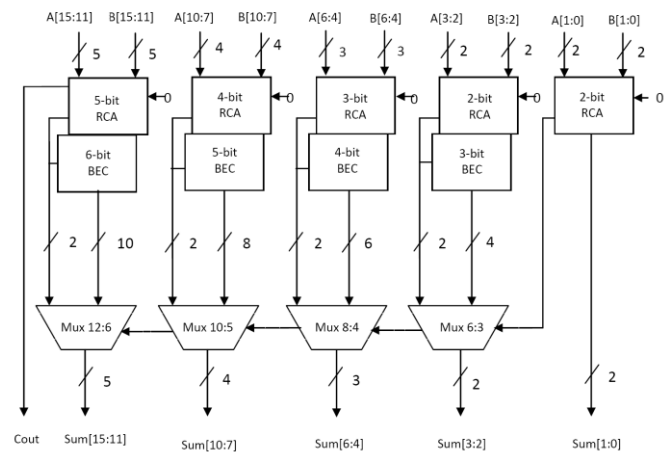 A[15:11] B[15:11] A[10:7] B[10:7] A[6:4] B[6:4] A[3:2] B[3:2] A[1:0] B[1:0]
5 5 4 4 3 3 2 2 2 2
5-bit RCA 0 4-bit RCA 0 3-bit RCA 0 2-bit RCA 0 2-bit RCA 0
6-bit BEC 5-bit BEC 4-bit BEC 3-bit BEC
2 10 2 8 2 6 2 4
Mux 12:6 Mux 10:5 Mux 8:4 Mux 6:3
5 4 3 2 2
Cout Sum[15:11] Sum[10:7] Sum[6:4] Sum[3:2] Sum[1:0]